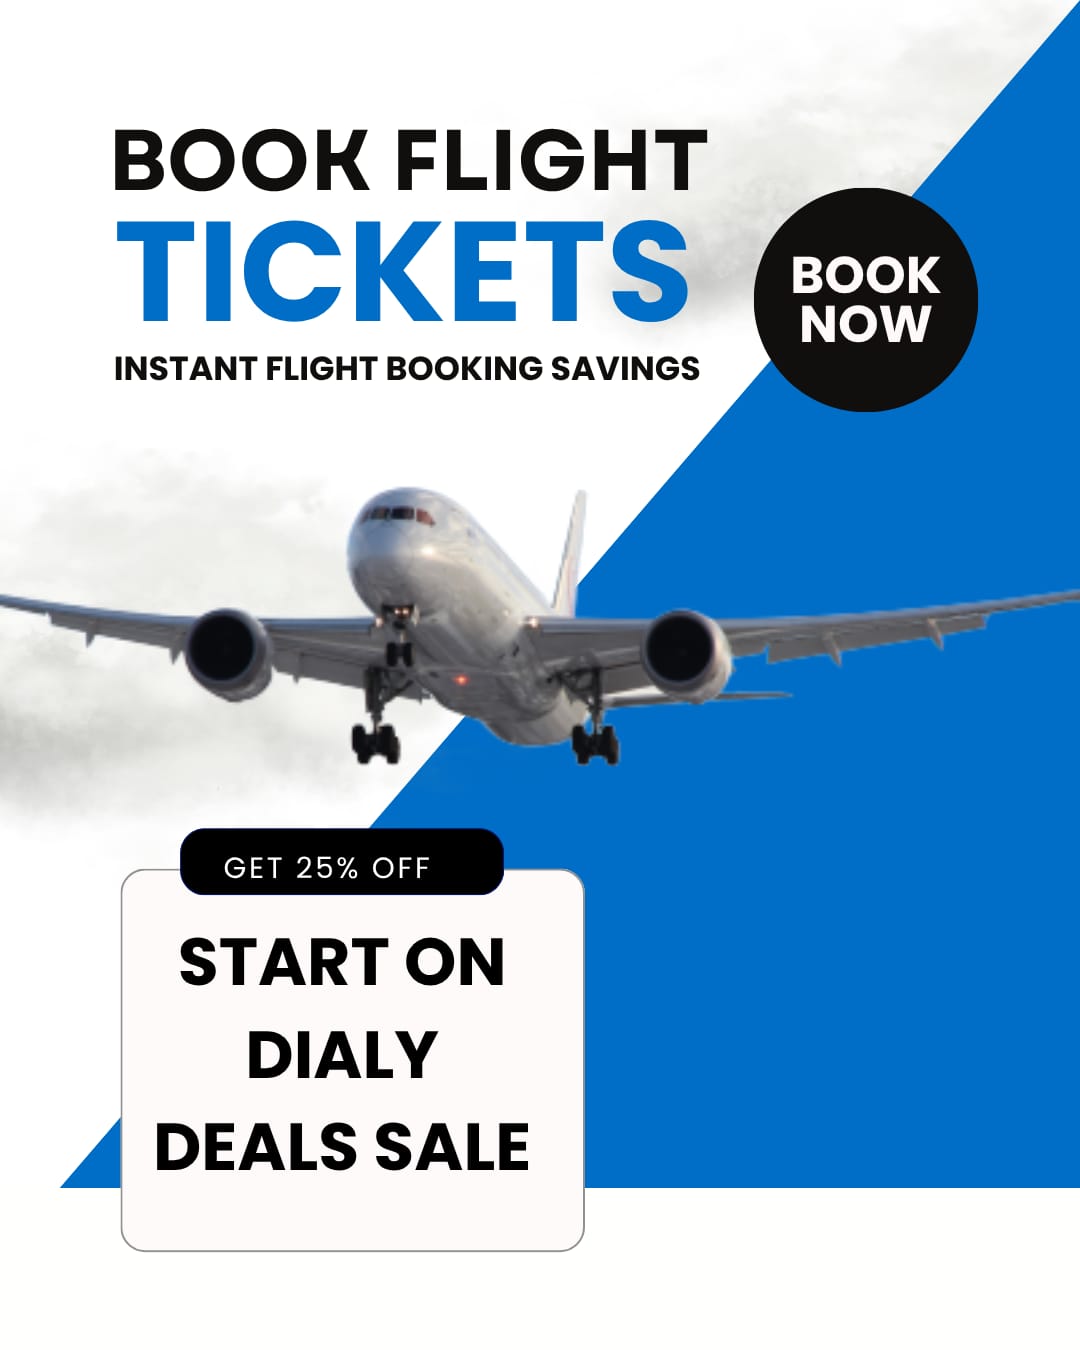 BOOK FLIGHT
TICKETS
INSTANT FLIGHT BOOKING SAVINGS
BOOK
NOW
GET 25% OFF
START ON
DIALY
DEALS SALE